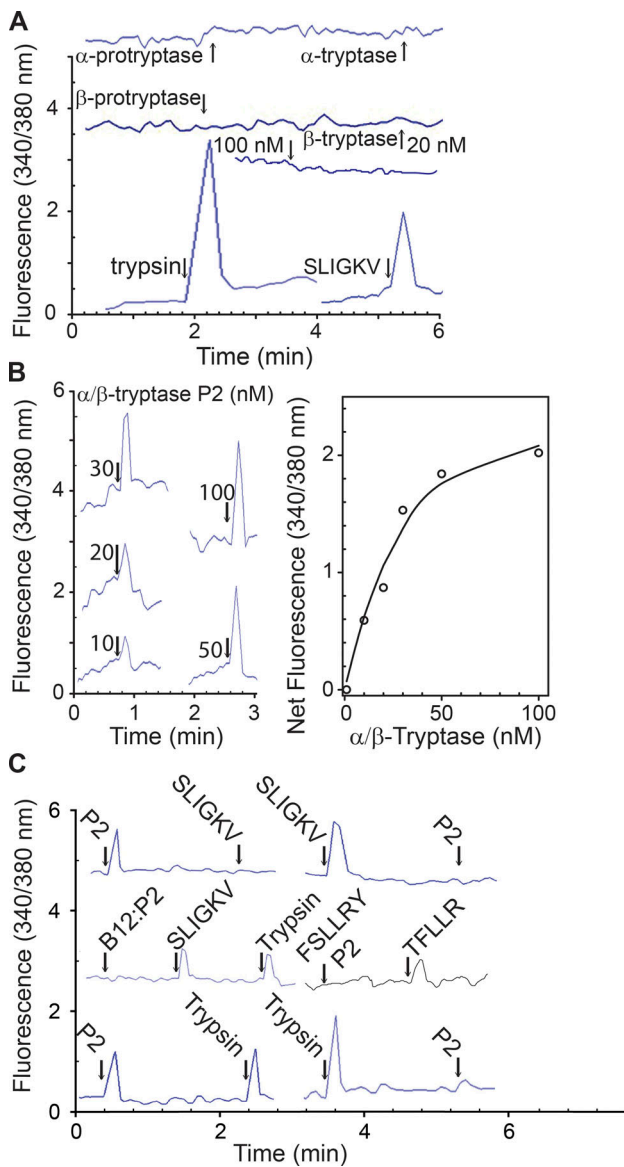 A
α-protryptase
α-tryptase
β-protryptase
100 nM
β-tryptase
20 nM
trypsin
SLIGKV
Fluorescence (340/380 nm)
4
2
0
0
2
4
6
Time (min)
B
α/β-tryptase P2 (nM)
Fluorescence (340/380 nm)
6
4
2
0
30
20
10
100
50
0
1
2
3
Time (min)
Net Fluorescence (340/380 nm)
2
1
0
0
50
100
α/β-Tryptase (nM)
C
Fluorescence (340/380 nm)
6
4
2
0
P2
SLIGKV
SLIGKV
P2
B12:P2
SLIGKV
Trypsin
FSLLRY
P2
TFLLR
P2
Trypsin
Trypsin
P2
0
2
4
6
Time (min)